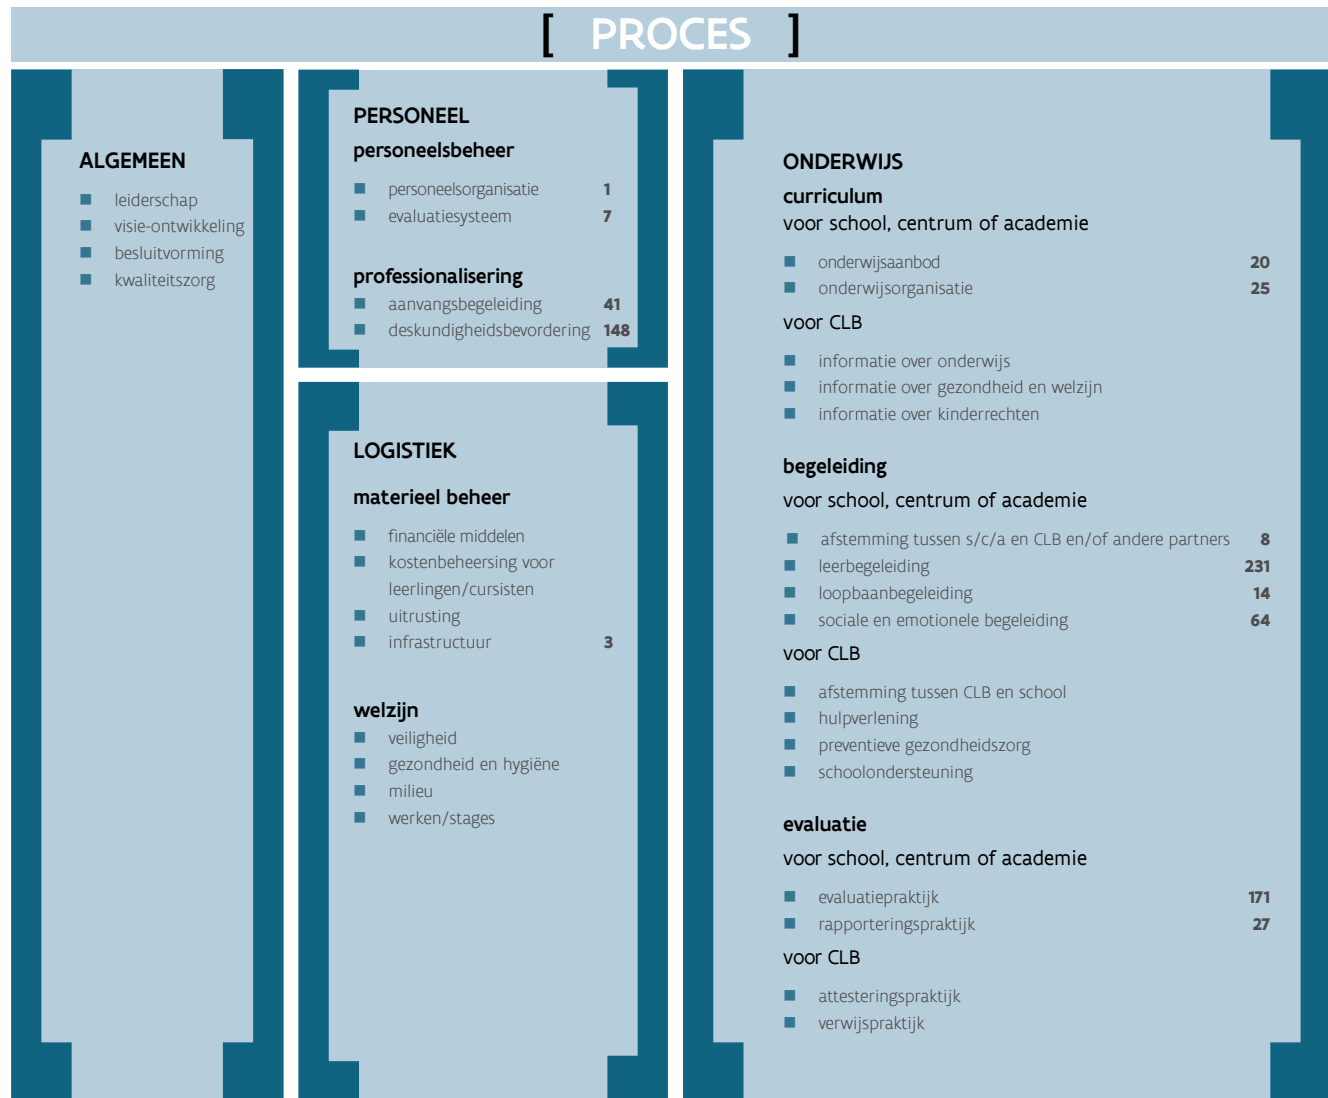 [ PROCES ]
ALGEMEEN
leiderschap
visie-ontwikkeling
besluitvorming
kwaliteitszorg
PERSONEEL
personeelsbeheer
personeelsorganisatie 1
evaluatiesysteem 7
professionalisering
aanvangsbegeleiding 41
deskundigheidsbevordering 148
LOGISTIEK
materieel beheer
financiële middelen
kostenbeheersing voor
leerlingen/cursisten
uitrusting
infrastructuur 3
welzijn
veiligheid
gezondheid en hygiëne
milieu
werken/stages
ONDERWIJS
curriculum
voor school, centrum of academie
onderwijsaanbod 20
onderwijsorganisatie 25
voor CLB
informatie over onderwijs
informatie over gezondheid en welzijn
informatie over kinderrechten
begeleiding
voor school, centrum of academie
afstemming tussen s/c/a en CLB en/of andere partners 8
leerbegeleiding 231
loopbaanbegeleiding 14
sociale en emotionele begeleiding 64
voor CLB
afstemming tussen CLB en school
hulpverlening
preventieve gezondheidszorg
schoolondersteuning
evaluatie
voor school, centrum of academie
evaluatiepraktijk 171
rapporteringspraktijk 27
voor CLB
attesteringspraktijk
verwijspraktijk